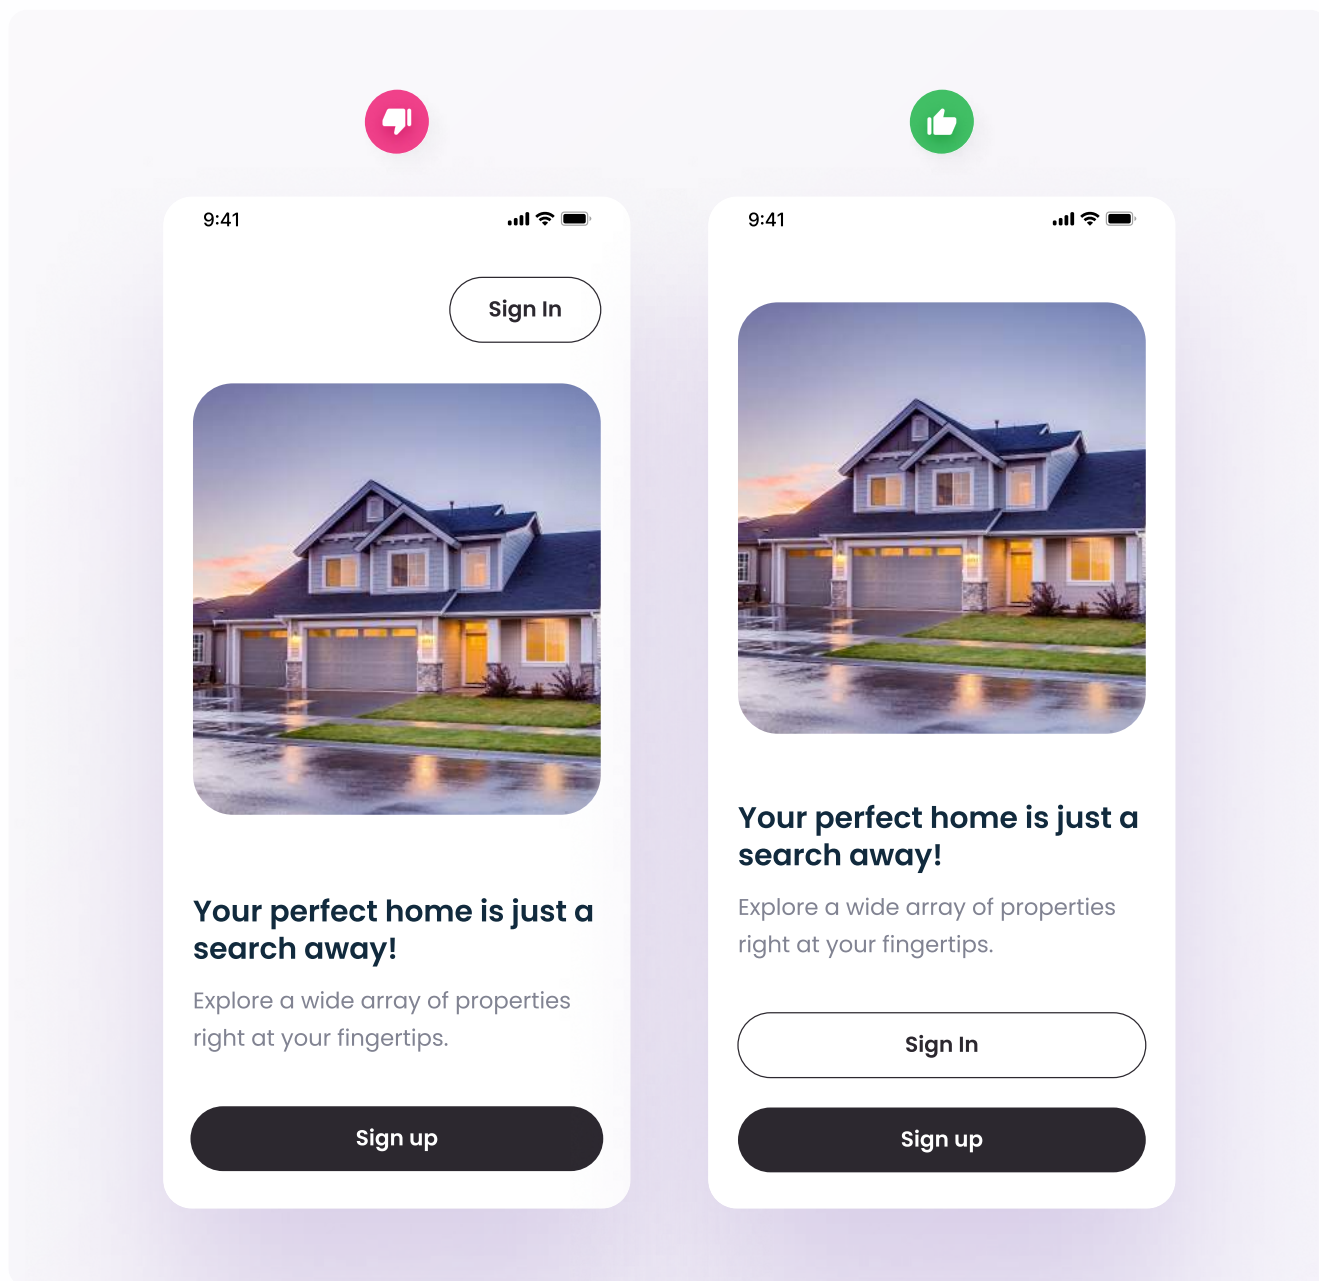 9:41
Sign In
Your perfect home is just a
search away!
Explore a wide array of properties
right at your fingertips.
Sign up
9:41
Your perfect home is just a
search away!
Explore a wide array of properties
right at your fingertips.
Sign In
Sign up